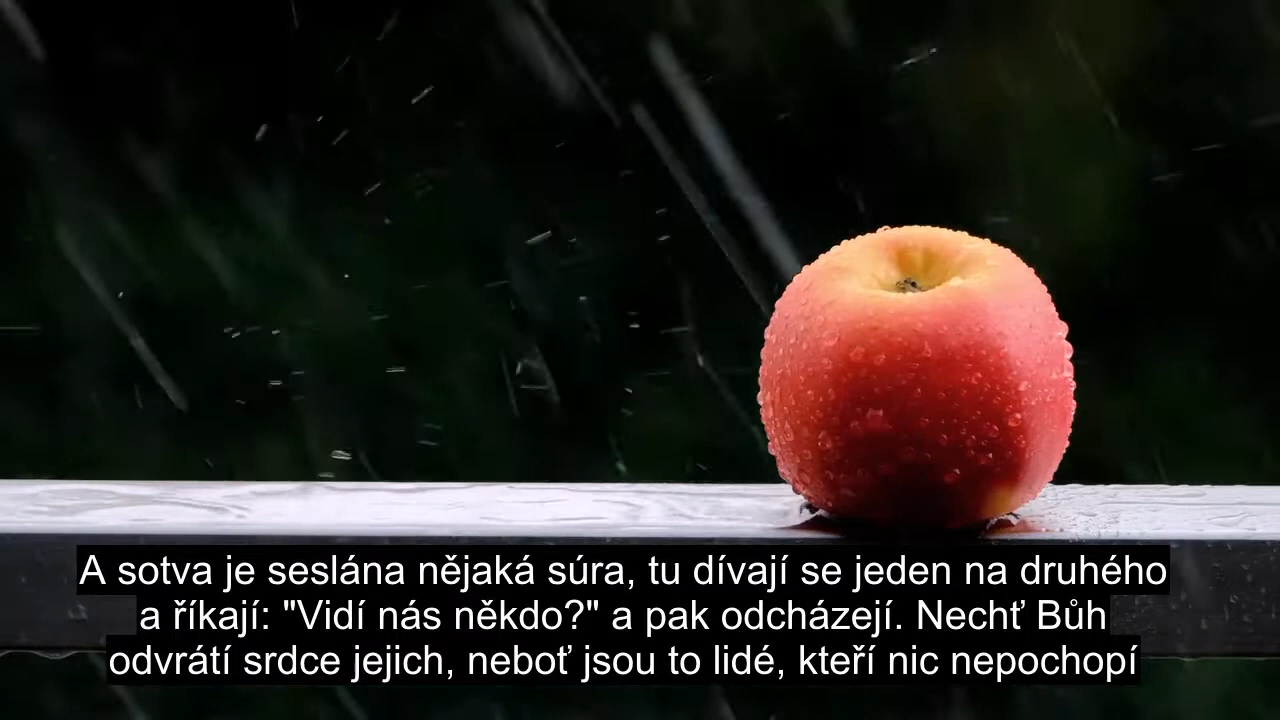 A sotva je seslána nějaká súra, tu dívají se jeden na druhého
a říkají: "Vidí nás někdo?" a pak odcházejí. Nechť Bůh
odvrátí srdce jejich, neboť jsou to lidé, kteří nic nepochopí